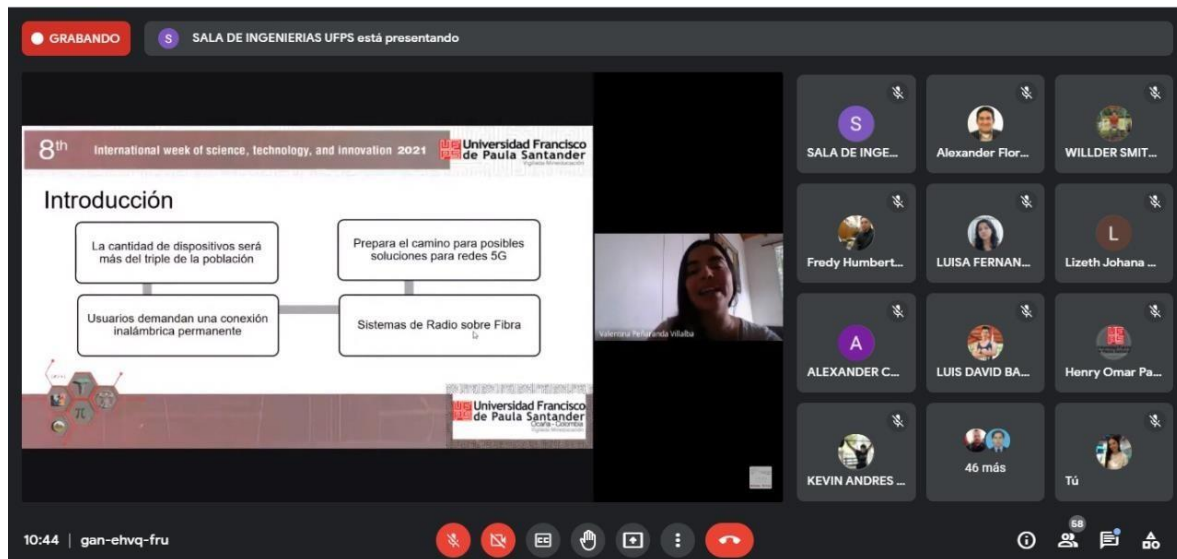 GRABANDO
S SALA DE INGENIERIAS UFPS está presentando
8th International week of science, technology, and innovation 2021
Universidad Francisco
de Paula Santander
Introducción
La cantidad de dispositivos será
más del triple de la población
Prepara el camino para posibles
soluciones para redes 5G
Usuarios demandan una conexión
inalámbrica permanente
Sistemas de Radio sobre Fibra
Universidad Francisco
de Paula Santander
Ocaña - Colombia
Peñaranda Villalba
S
SALA DE INGE...
Alexander Flor...
WILLDER SMIT...
Fredy Humbert...
LUISA FERNAN...
L
Lizeth Johana ...
A
ALEXANDER C...
LUIS DAVID BA...
Henry Omar Pa...
KEVIN ANDRES ...
46 más
Tú
10:44 | gan-ehvq-fru
CC
58